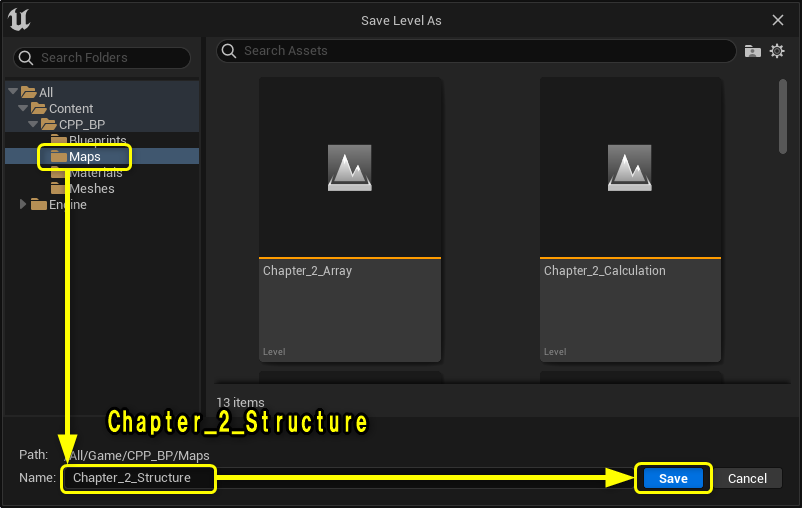 Save Level As
Search Folders
Search Assets
All
Content
CPP_BP
Blueprints
Maps
Materials
Meshes
Engine
Chapter_2_Array
Level
Chapter_2_Calculation
Level
13 items
Chapter_2_Structure
Path: /All/Game/CPP_BP/Maps
Name: Chapter_2_Structure
Save
Cancel